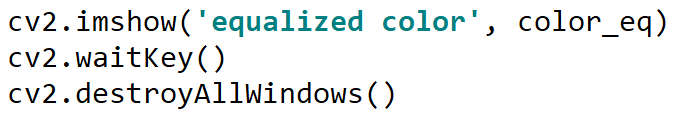 cv2.imshow('equalized color', color_eq)
cv2.waitKey()
cv2.destroyAllWindows()